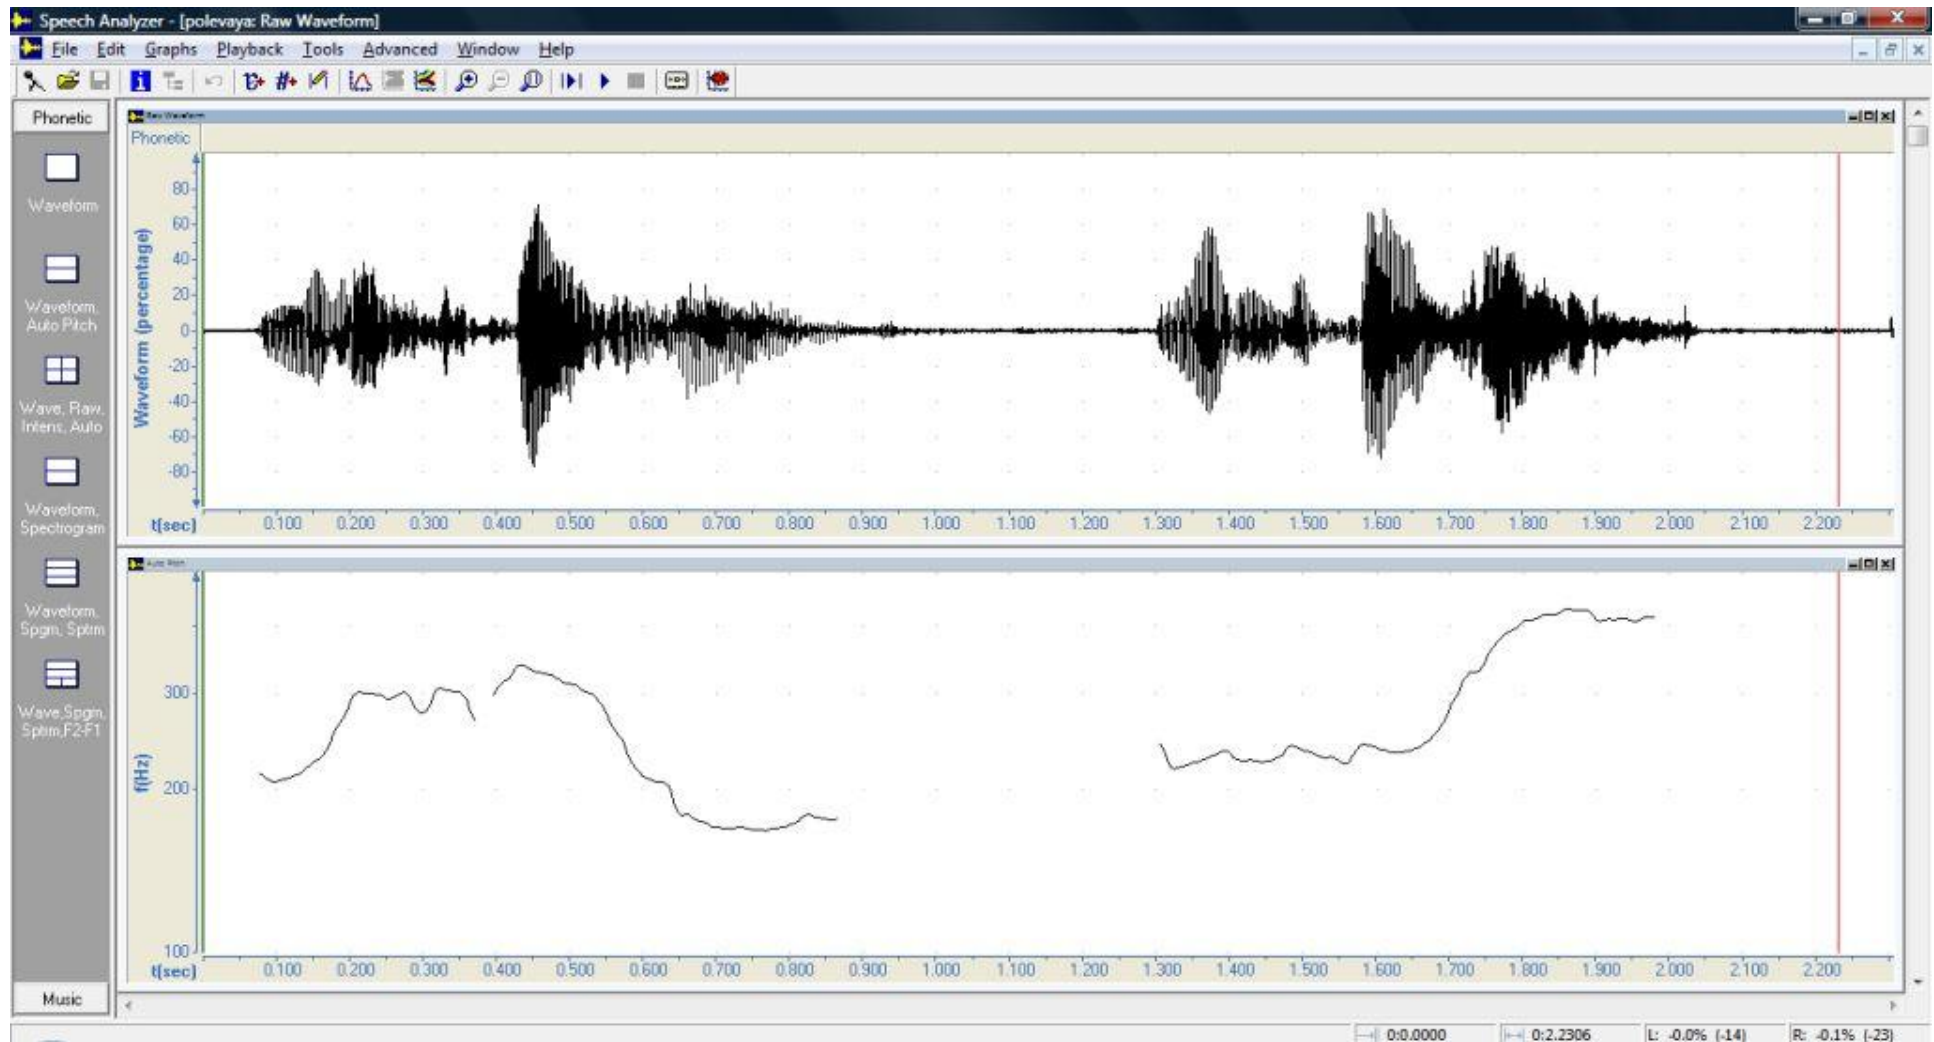 Speech Analyzer - [polevaya: Raw Waveform]
File Edit Graphs Playback Tools Advanced Window Help
Phonetic
Waveform
Waveform,
Auto Pitch
Wave, Raw,
Intens, Auto
Waveform,
Spectrogram
Waveform,
Spgm, Sptrm
Wave,Spgm,
Sptrm,F2-F1
Music
Raw Waveform
Phonetic
Waveform (percentage)
80
60
40
20
0
-20
-40
-60
-80
t[sec] 0.100 0.200 0.300 0.400 0.500 0.600 0.700 0.800 0.900 1.000 1.100 1.200 1.300 1.400 1.500 1.600 1.700 1.800 1.900 2.000 2.100 2.200
Auto Pitch
f(Hz)
300
200
100
t[sec] 0.100 0.200 0.300 0.400 0.500 0.600 0.700 0.800 0.900 1.000 1.100 1.200 1.300 1.400 1.500 1.600 1.700 1.800 1.900 2.000 2.100 2.200
0:0.0000 0:2.2306 L: -0.0% (-14) R: -0.1% (-23)